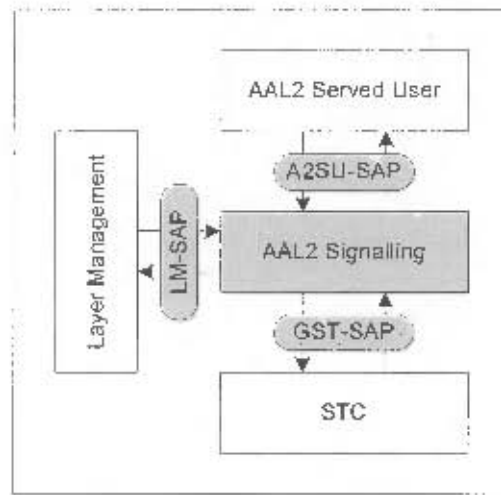 AAL2 Served User
A2SU-SAP
Layer Management
LM-SAP
AAL2 Signalling
GST-SAP
STC